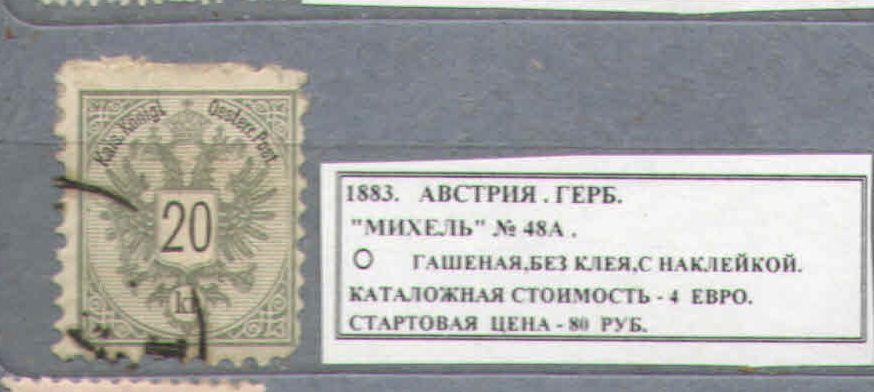 Kais. Königl. Oesterr. Post
20
kr
1883. АВСТРИЯ . ГЕРБ.
"МИХЕЛЬ" № 48А .
О ГАШЕНАЯ,БЕЗ КЛЕЯ,С НАКЛЕЙКОЙ.
КАТАЛОЖНАЯ СТОИМОСТЬ - 4 ЕВРО.
СТАРТОВАЯ ЦЕНА - 80 РУБ.